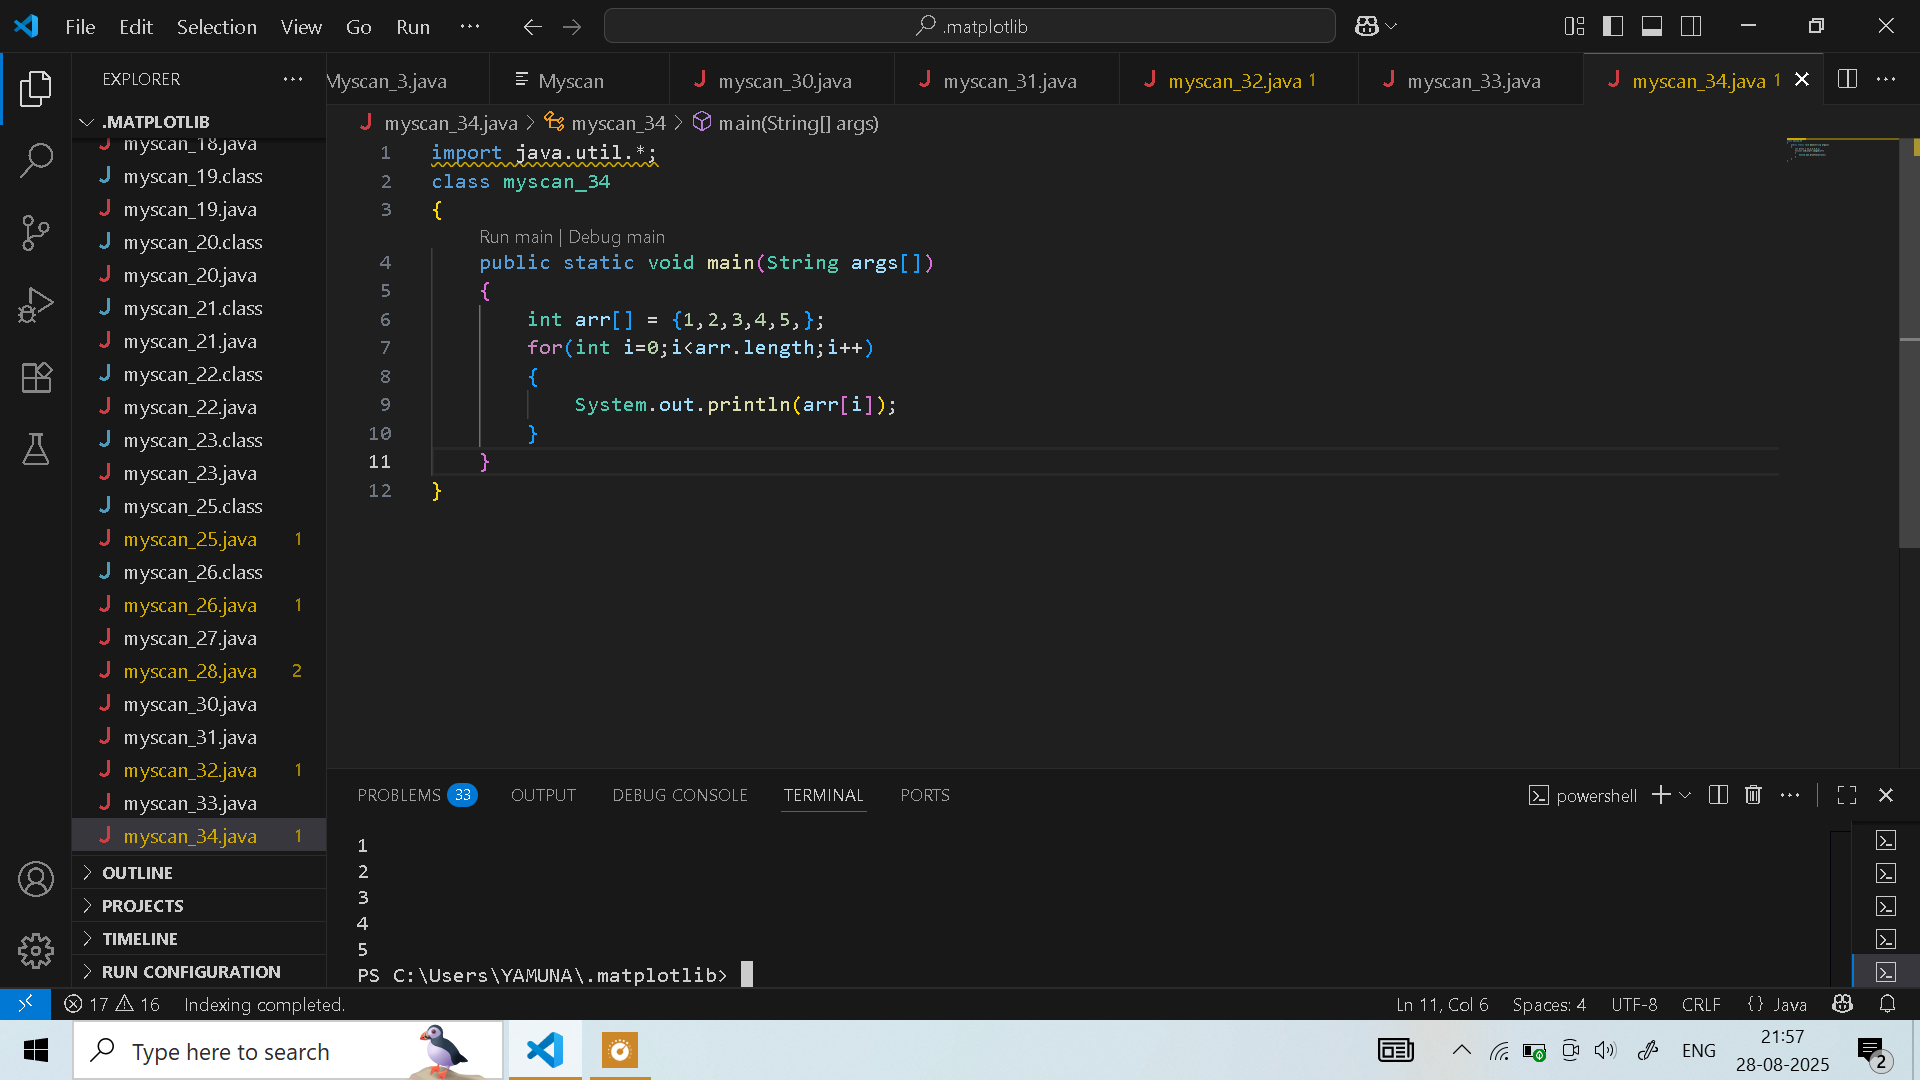 File Edit Selection View Go Run ··· .matplotlib
EXPLORER ···
Myscan_3.java Myscan myscan_30.java myscan_31.java myscan_32.java 1 myscan_33.java myscan_34.java 1
.MATPLOTLIB
myscan_18.java
myscan_19.class
myscan_19.java
myscan_20.class
myscan_20.java
myscan_21.class
myscan_21.java
myscan_22.class
myscan_22.java
myscan_23.class
myscan_23.java
myscan_25.class
myscan_25.java 1
myscan_26.class
myscan_26.java 1
myscan_27.java
myscan_28.java 2
myscan_30.java
myscan_31.java
myscan_32.java 1
myscan_33.java
myscan_34.java 1
OUTLINE
PROJECTS
TIMELINE
RUN CONFIGURATION
myscan_34.java > myscan_34 > main(String[] args)
1 import java.util.*;
2 class myscan_34
3 {
Run main | Debug main
4 public static void main(String args[])
5 {
6 int arr[] = {1,2,3,4,5,};
7 for(int i=0;i<arr.length;i++)
8 {
9 System.out.println(arr[i]);
10 }
11 }
12 }
PROBLEMS 33 OUTPUT DEBUG CONSOLE TERMINAL PORTS powershell
1
2
3
4
5
PS C:\Users\YAMUNA\.matplotlib>
17 16 Indexing completed. Ln 11, Col 6 Spaces: 4 UTF-8 CRLF {} Java
Type here to search ENG 21:57
28-08-2025 2